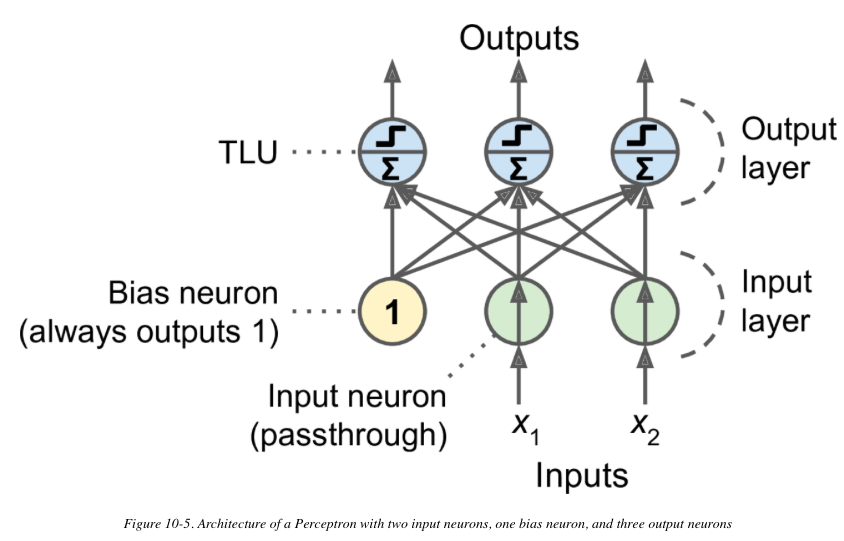 Outputs
TLU
Σ
Σ
Σ
Output
layer
Bias neuron
(always outputs 1)
1
Input
layer
Input neuron
(passthrough)
x1
x2
Inputs
Figure 10-5. Architecture of a Perceptron with two input neurons, one bias neuron, and three output neurons